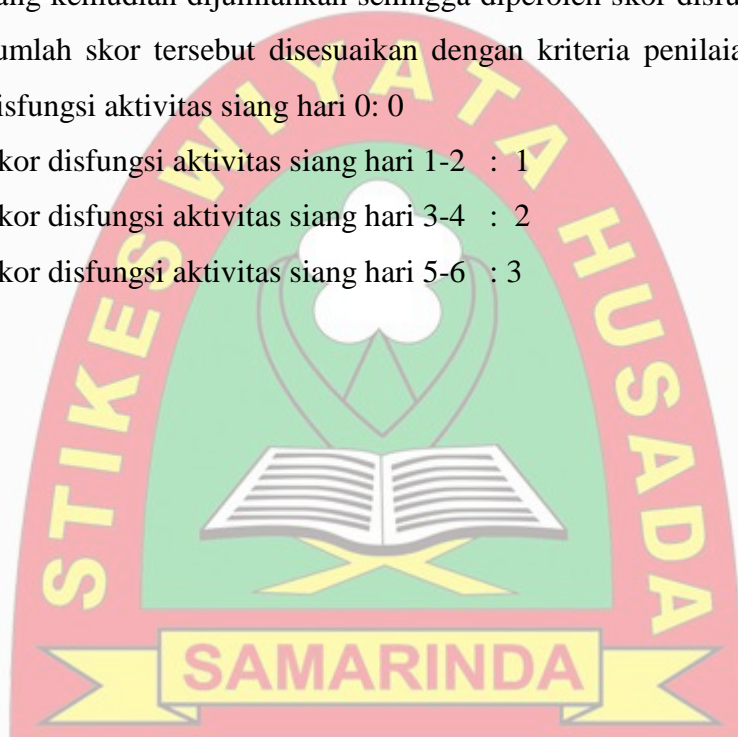 ang kemudian dijumlahkan sehingga diperoleh skor disfu
umlah skor tersebut disesuaikan dengan kriteria penilaia
isfungsi aktivitas siang hari 0: 0
kor disfungsi aktivitas siang hari 1-2 : 1
kor disfungsi aktivitas siang hari 3-4 : 2
kor disfungsi aktivitas siang hari 5-6 : 3
STIKES WIYATA HUSADA
SAMARINDA